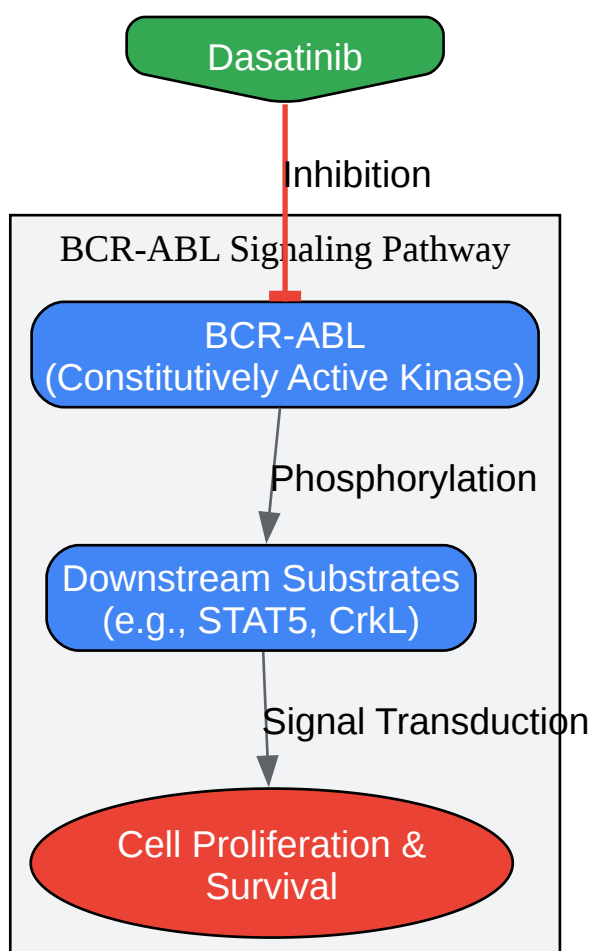 Dasatinib
Inhibition
BCR-ABL Signaling Pathway
BCR-ABL
(Constitutively Active Kinase)
Phosphorylation
Downstream Substrates
(e.g., STAT5, CrkL)
Signal Transduction
Cell Proliferation &
Survival